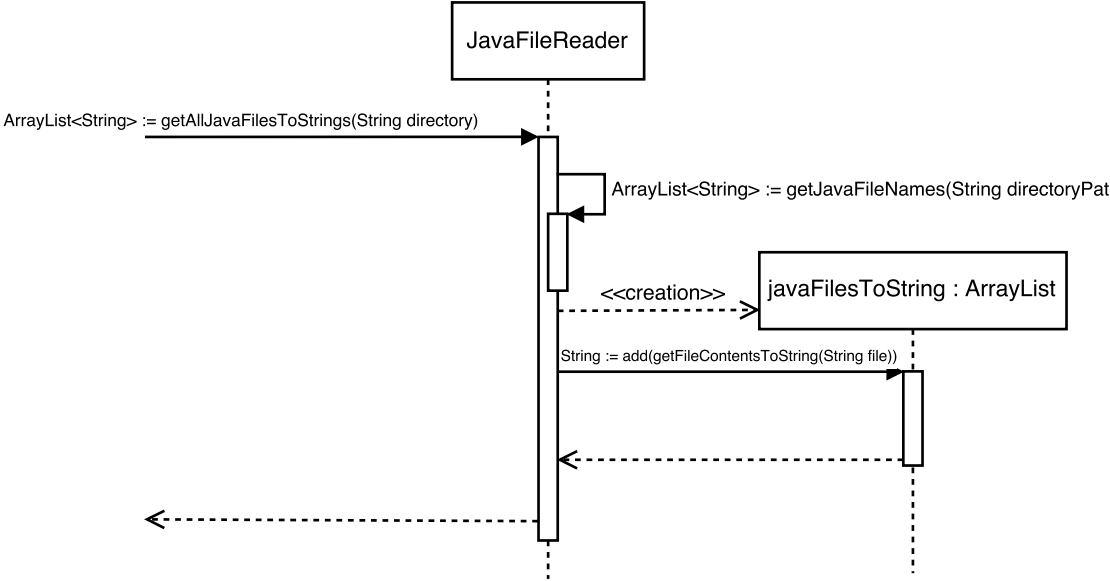 JavaFileReader
ArrayList<String> := getAllJavaFilesToStrings(String directory)
ArrayList<String> := getJavaFileNames(String directoryPat
javaFilesToString : ArrayList
<<creation>>
String := add(getFileContentsToString(String file))